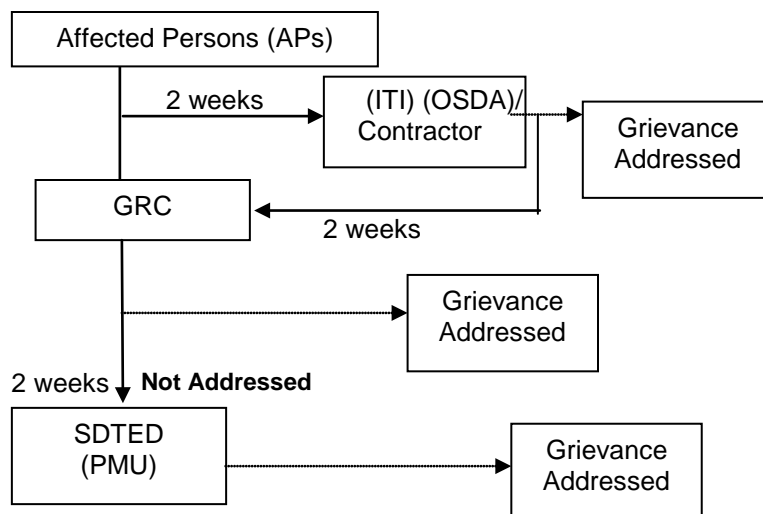 Affected Persons (APs)
2 weeks
(ITI) (OSDA)/
Contractor
Grievance
Addressed
GRC
2 weeks
Grievance
Addressed
2 weeks Not Addressed
SDTED
(PMU)
Grievance
Addressed